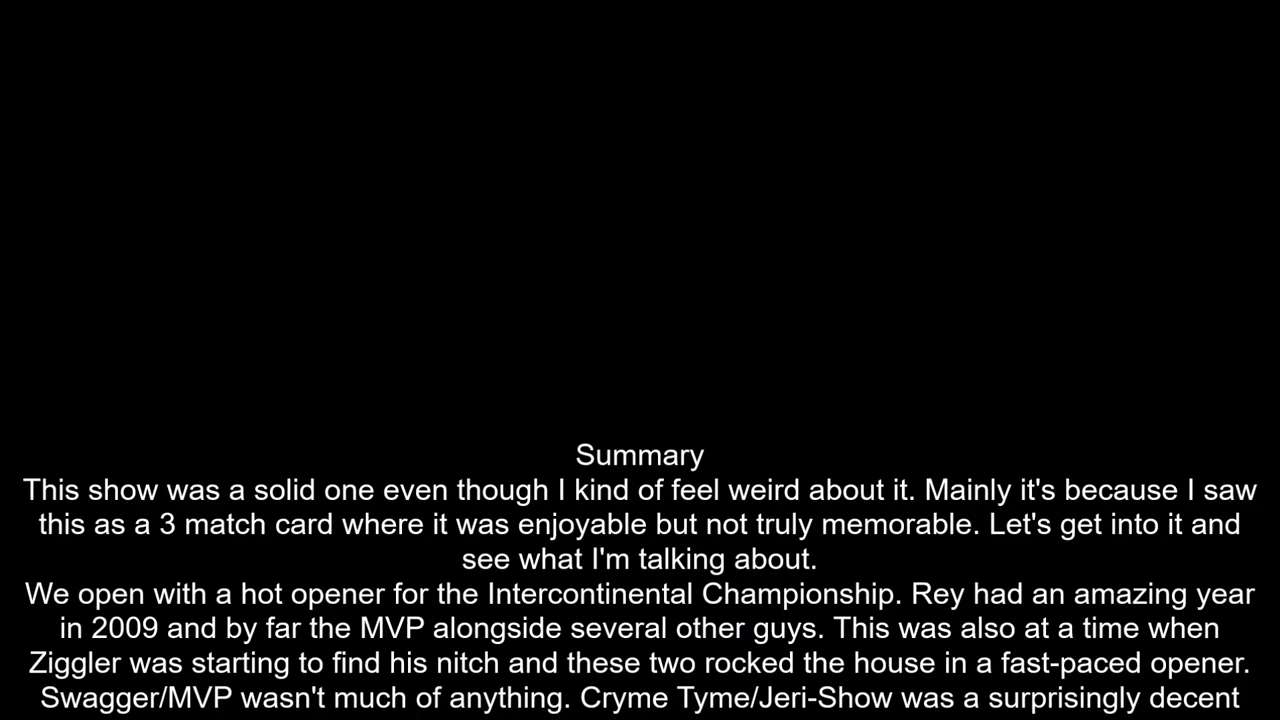 Summary
This show was a solid one even though I kind of feel weird about it. Mainly it's because I saw
this as a 3 match card where it was enjoyable but not truly memorable. Let's get into it and
see what I'm talking about.
We open with a hot opener for the Intercontinental Championship. Rey had an amazing year
in 2009 and by far the MVP alongside several other guys. This was also at a time when
Ziggler was starting to find his nitch and these two rocked the house in a fast-paced opener.
Swagger/MVP wasn't much of anything. Cryme Tyme/Jeri-Show was a surprisingly decent